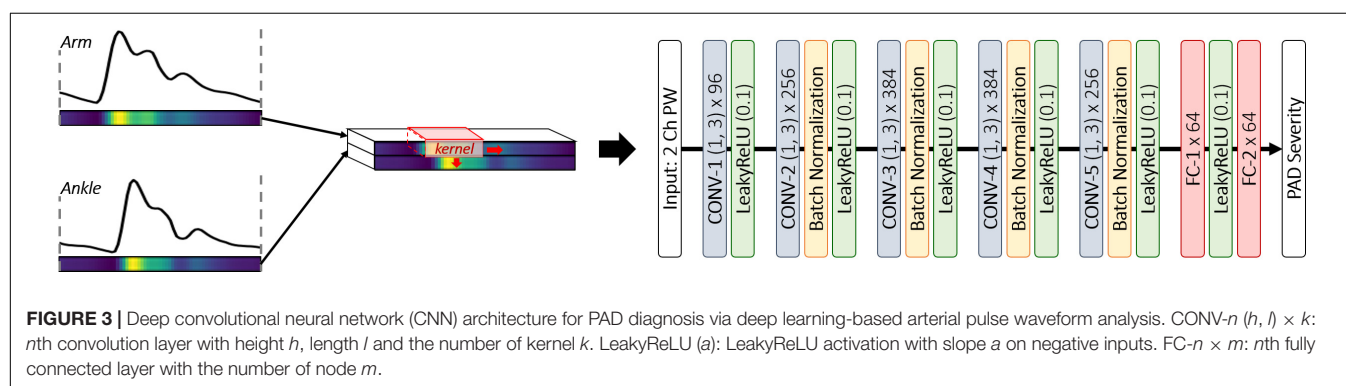 Arm
Ankle
kernel
Input: 2 Ch PW
CONV-1 (1, 3) x 96
LeakyReLU (0.1)
CONV-2 (1, 3) x 256
Batch Normalization
LeakyReLU (0.1)
CONV-3 (1, 3) x 384
Batch Normalization
LeakyReLU (0.1)
CONV-4 (1, 3) x 384
Batch Normalization
LeakyReLU (0.1)
CONV-5 (1, 3) x 256
Batch Normalization
LeakyReLU (0.1)
FC-1 x 64
LeakyReLU (0.1)
FC-2 x 64
PAD Severity
FIGURE 3 | Deep convolutional neural network (CNN) architecture for PAD diagnosis via deep learning-based arterial pulse waveform analysis. CONV-n (h, l) × k:
nth convolution layer with height h, length l and the number of kernel k. LeakyReLU (a): LeakyReLU activation with slope a on negative inputs. FC-n × m: nth fully
connected layer with the number of node m.